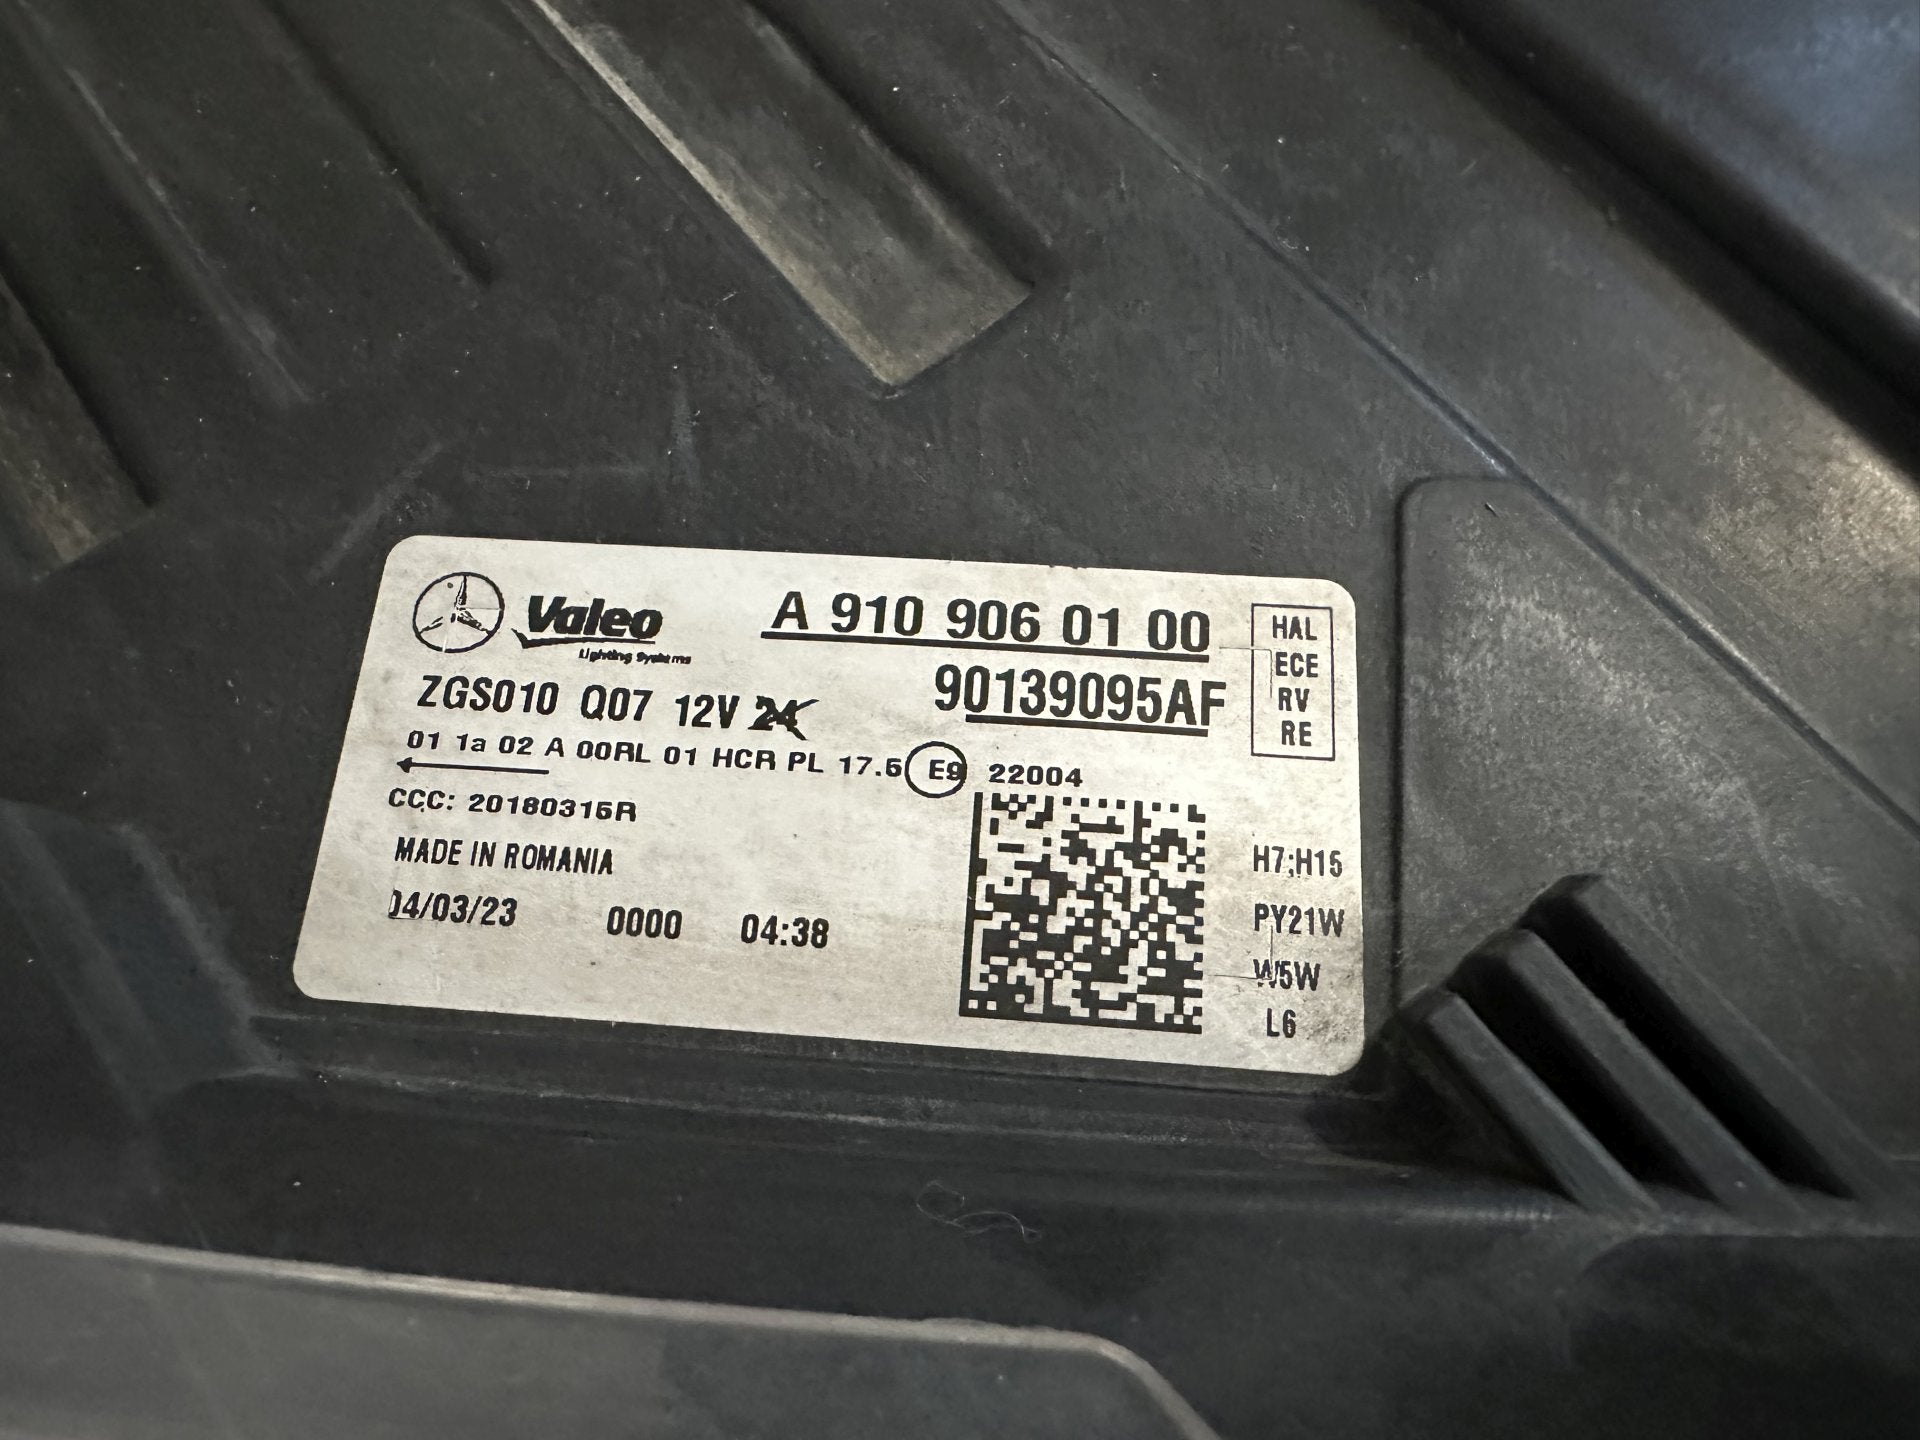 Valeo
Lighting Systems
A 910 906 01 00
HAL
ECE
RV
RE
ZGS010 Q07 12V 24
90139095AF
01 1a 02 A 00RL 01 HCR PL 17.5 E9 22004
CCC: 20180315R
MADE IN ROMANIA
04/03/23 0000 04:38
H7;H15
PY21W
W5W
L6